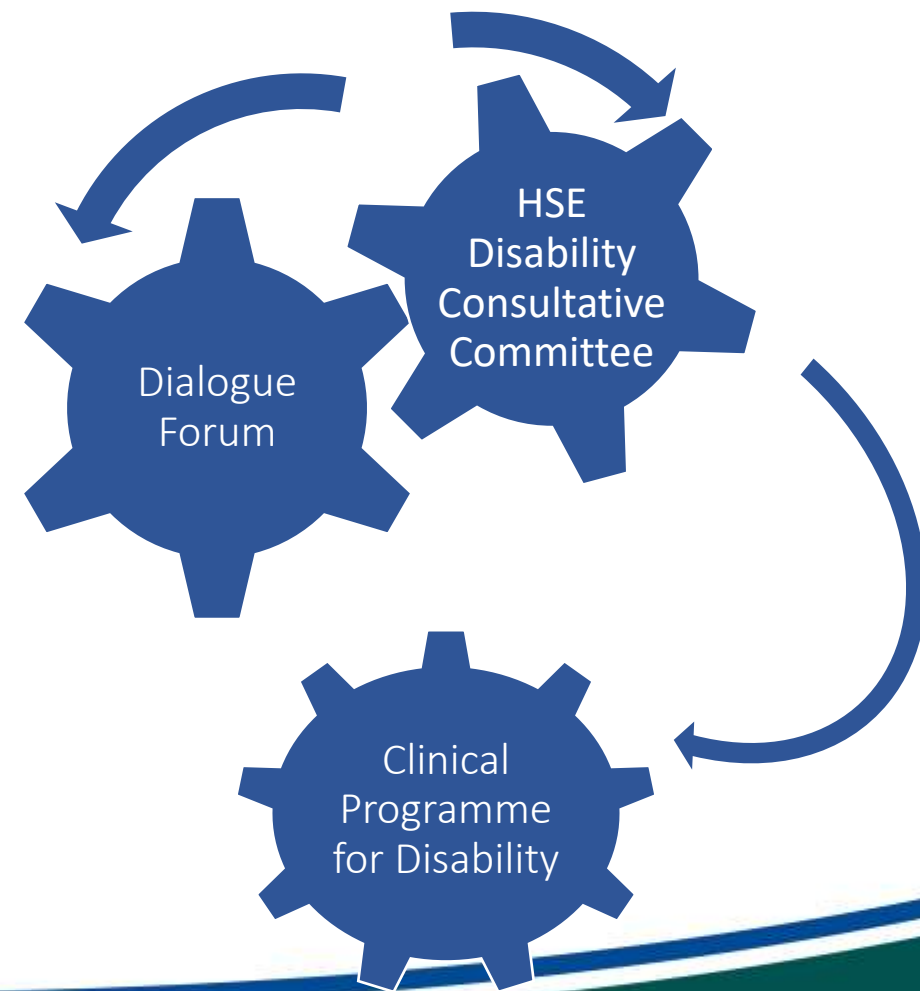 HSE
Disability
Consultative
Committee
Dialogue
Forum
Clinical
Programme
for Disability